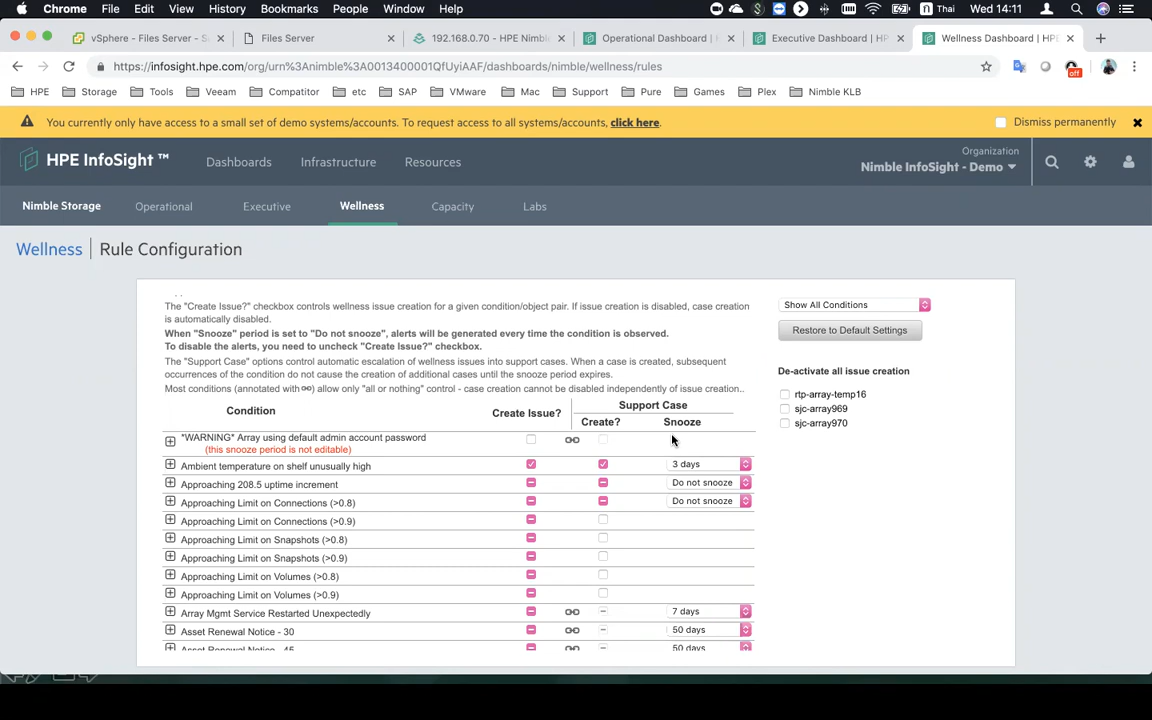 Chrome File Edit View History Bookmarks People Window Help Thai Wed 14:11
vSphere - Files Server - S
Files Server
192.168.0.70 - HPE Nimbl
Operational Dashboard | H
Executive Dashboard | HP
Wellness Dashboard | HPE
https://infosight.hpe.com/org/urn%3Animble%3A0013400001QfUyiAAF/dashboards/nimble/wellness/rules
off
HPE Storage Tools Veeam Competitor etc SAP VMware Mac Support Pure Games Plex Nimble KLB
You currently only have access to a small set of demo systems/accounts. To request access to all systems/accounts, click here.
Dismiss permanently
HPE InfoSight ™ Dashboards Infrastructure Resources
Organization
Nimble InfoSight - Demo
Nimble Storage Operational Executive Wellness Capacity Labs
Wellness | Rule Configuration
The "Create Issue?" checkbox controls wellness issue creation for a given condition/object pair. If issue creation is disabled, case creation
is automatically disabled.
When "Snooze" period is set to "Do not snooze", alerts will be generated every time the condition is observed.
To disable the alerts, you need to uncheck "Create Issue?" checkbox.
The "Support Case" options control automatic escalation of wellness issues into support cases. When a case is created, subsequent
occurrences of the condition do not cause the creation of additional cases until the snooze period expires.
Most conditions (annotated with ) allow only "all or nothing" control - case creation cannot be disabled independently of issue creation..
Show All Conditions
Restore to Default Settings
De-activate all issue creation
rtp-array-temp16
sjc-array969
sjc-array970
Condition Create Issue? Support Case
Create? Snooze
*WARNING* Array using default admin account password
(this snooze period is not editable)
Ambient temperature on shelf unusually high 3 days
Approaching 208.5 uptime increment Do not snooze
Approaching Limit on Connections (>0.8) Do not snooze
Approaching Limit on Connections (>0.9)
Approaching Limit on Snapshots (>0.8)
Approaching Limit on Snapshots (>0.9)
Approaching Limit on Volumes (>0.8)
Approaching Limit on Volumes (>0.9)
Array Mgmt Service Restarted Unexpectedly 7 days
Asset Renewal Notice - 30 50 days
Asset Renewal Notice - 45 50 days